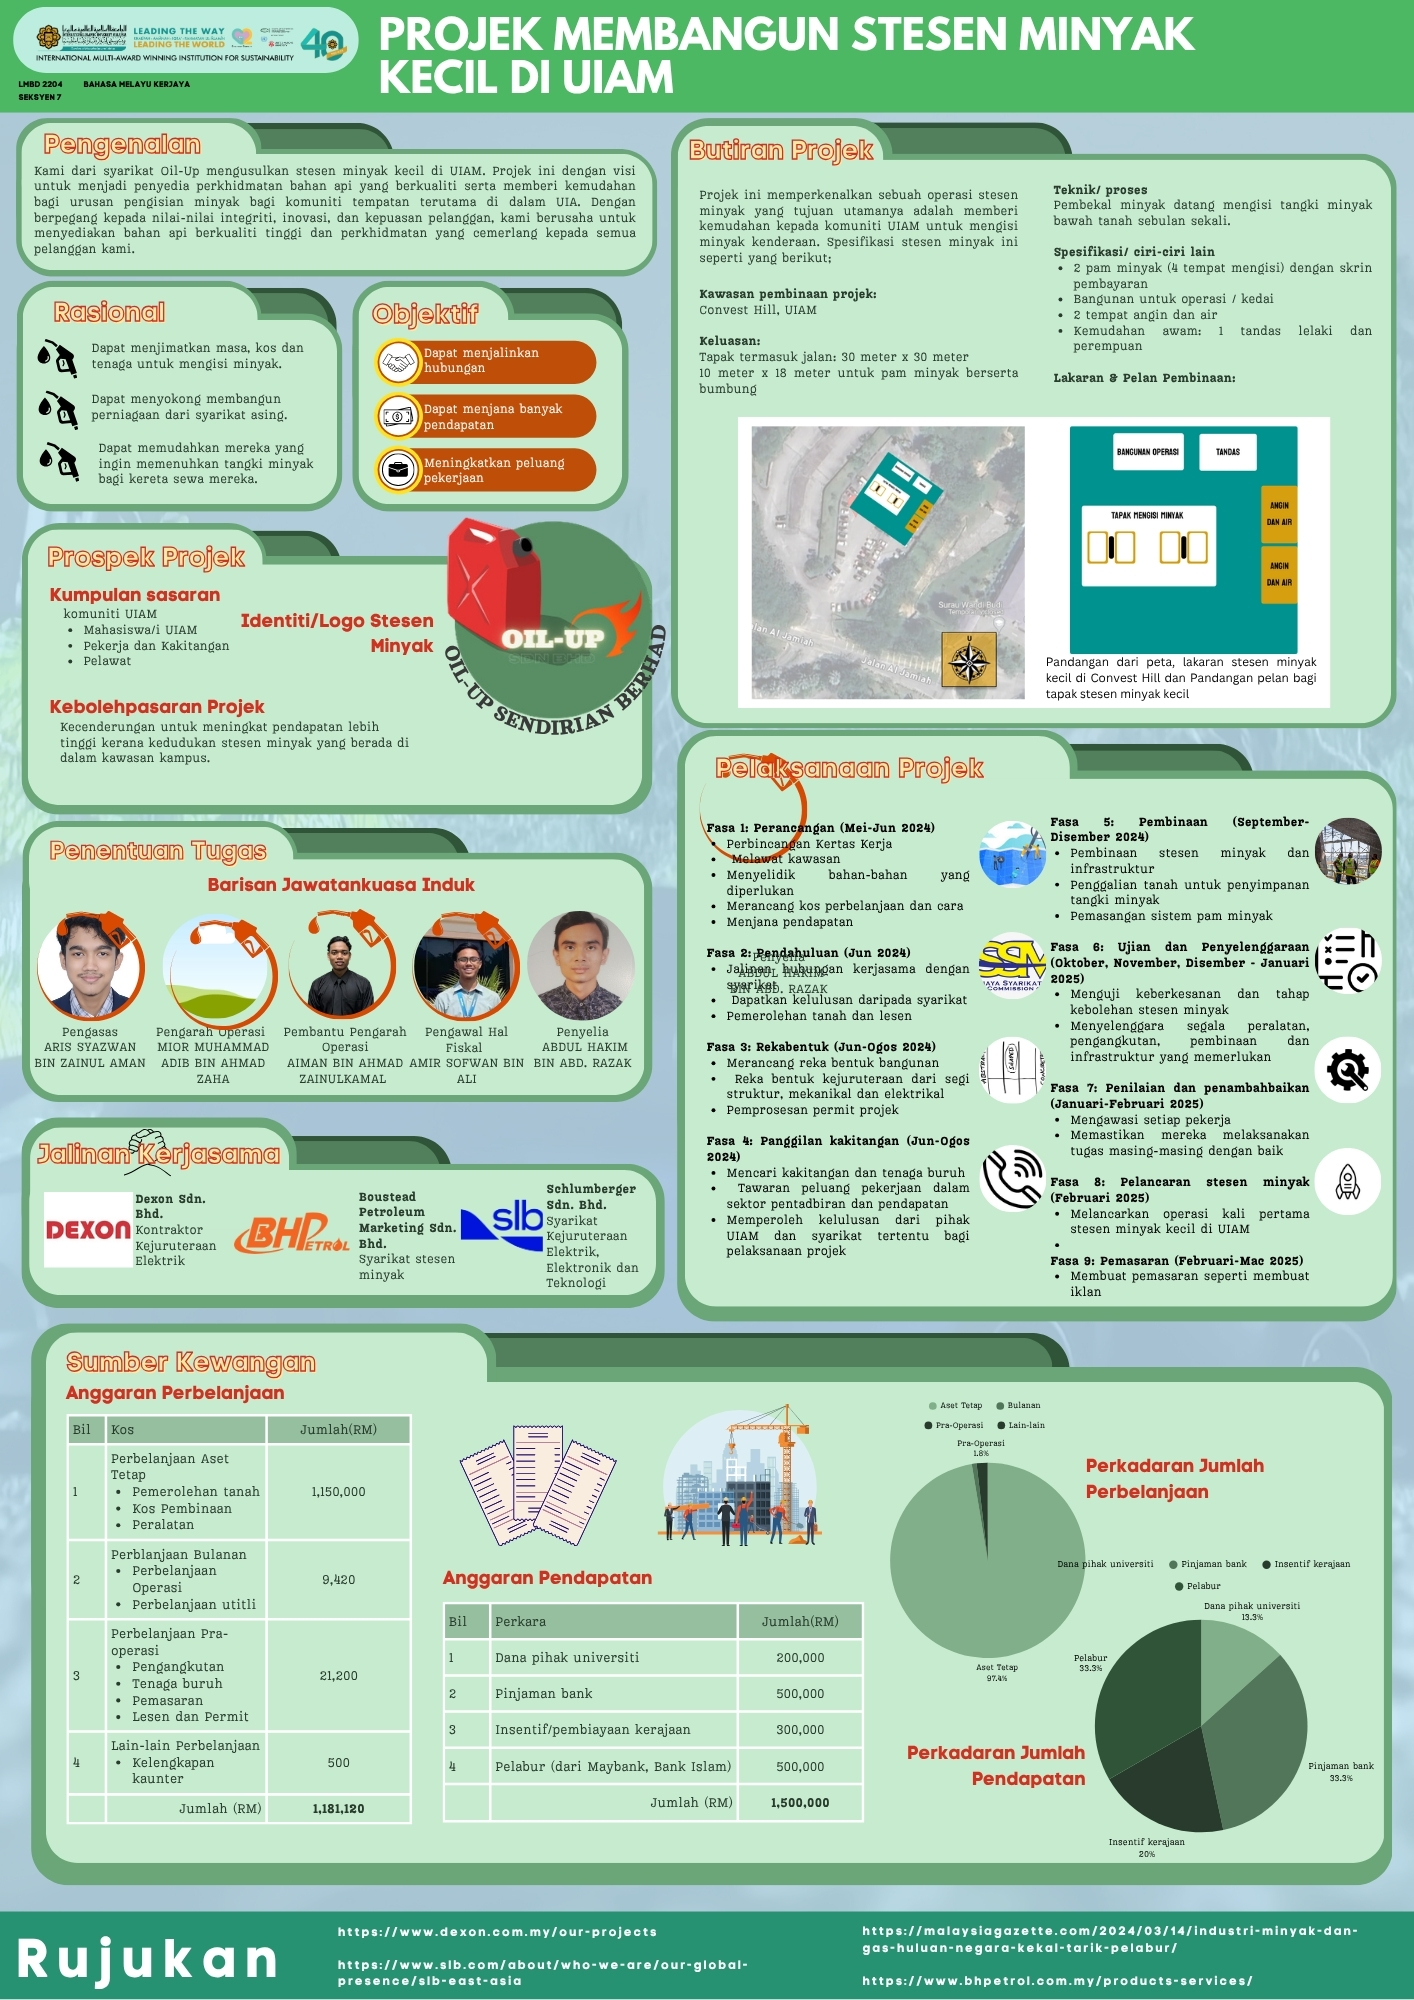 LEADING THE WAY
LEADING THE WORLD
INTERNATIONAL MULTI-AWARD WINNING INSTITUTION FOR SUSTAINABILITY
40
LMBD 2204 BAHASA MELAYU KERJAYA
SEKSYEN 7
PROJEK MEMBANGUN STESEN MINYAK
KECIL DI UIAM
Pengenalan
Kami dari syarikat Oil-Up mengusulkan stesen minyak kecil di UIAM. Projek ini dengan visi
untuk menjadi penyedia perkhidmatan bahan api yang berkualiti serta memberi kemudahan
bagi urusan pengisian minyak bagi komuniti tempatan terutama di dalam UIA. Dengan
berpegang kepada nilai-nilai integriti, inovasi, dan kepuasan pelanggan, kami berusaha untuk
menyediakan bahan api berkualiti tinggi dan perkhidmatan yang cemerlang kepada semua
pelanggan kami.
Rasional
Dapat menjimatkan masa, kos dan
tenaga untuk mengisi minyak.
Dapat menyokong membangun
perniagaan dari syarikat asing.
Dapat memudahkan mereka yang
ingin memenuhkan tangki minyak
bagi kereta sewa mereka.
Objektif
Dapat menjalinkan
hubungan
Dapat menjana banyak
pendapatan
Meningkatkan peluang
pekerjaan
Prospek Projek
Kumpulan sasaran
komuniti UIAM
• Mahasiswa/i UIAM
• Pekerja dan Kakitangan
• Pelawat
Identiti/Logo Stesen
Minyak
OIL-UP
OIL-UP SENDIRIAN BERHAD
Kebolehpasaran Projek
Kecenderungan untuk meningkat pendapatan lebih
tinggi kerana kedudukan stesen minyak yang berada di
dalam kawasan kampus.
Penentuan Tugas
Barisan Jawatankuasa Induk
Pengasas
ARIS SYAZWAN
BIN ZAINUL AMAN
Pengarah Operasi
MIOR MUHAMMAD
ADIB BIN AHMAD
ZAHA
Pembantu Pengarah
Operasi
AIMAN BIN AHMAD
ZAINULKAMAL
Pengawal Hal
Fiskal
AMIR SOFWAN BIN
ALI
Penyelia
ABDUL HAKIM
BIN ABD. RAZAK
Jalinan Kerjasama
DEXON
Dexon Sdn.
Bhd.
Kontraktor
Kejuruteraan
Elektrik
BHPETROL
Boustead
Petroleum
Marketing Sdn.
Bhd.
Syarikat stesen
minyak
slb
Schlumberger
Sdn. Bhd.
Syarikat
Kejuruteraan
Elektrik,
Elektronik dan
Teknologi
Butiran Projek
Projek ini memperkenalkan sebuah operasi stesen
minyak yang tujuan utamanya adalah memberi
kemudahan kepada komuniti UIAM untuk mengisi
minyak kenderaan. Spesifikasi stesen minyak ini
seperti yang berikut;
Kawasan pembinaan projek:
Convest Hill, UIAM
Keluasan:
Tapak termasuk jalan: 30 meter x 30 meter
10 meter x 18 meter untuk pam minyak berserta
bumbung
Teknik/ proses
Pembekal minyak datang mengisi tangki minyak
bawah tanah sebulan sekali.
Spesifikasi/ ciri-ciri lain
• 2 pam minyak (4 tempat mengisi) dengan skrin
pembayaran
• Bangunan untuk operasi / kedai
• 2 tempat angin dan air
• Kemudahan awam: 1 tandas lelaki dan
perempuan
Lakaran & Pelan Pembinaan:
Jalan Al Jamiah
U
BANGUNAN OPERASI
TANDAS
TAPAK MENGISI MINYAK
ANGIN
DAN AIR
ANGIN
DAN AIR
Pandangan dari peta, lakaran stesen minyak
kecil di Convest Hill dan Pandangan pelan bagi
tapak stesen minyak kecil
Pelaksanaan Projek
Fasa 1: Perancangan (Mei-Jun 2024)
• Perbincangan Kertas Kerja
• Melawat kawasan
• Menyelidik bahan-bahan yang
diperlukan
• Merancang kos perbelanjaan dan cara
• Menjana pendapatan
Fasa 2: Pendahuluan (Jun 2024)
• Jalinan hubungan kerjasama dengan
syarikat
• Dapatkan kelulusan daripada syarikat
• Pemerolehan tanah dan lesen
Penyelia
ABDUL HAKIM
BIN ABD. RAZAK
Fasa 3: Rekabentuk (Jun-Ogos 2024)
• Merancang reka bentuk bangunan
• Reka bentuk kejuruteraan dari segi
struktur, mekanikal dan elektrikal
• Pemprosesan permit projek
Fasa 4: Panggilan kakitangan (Jun-Ogos
2024)
• Mencari kakitangan dan tenaga buruh
• Tawaran peluang pekerjaan dalam
sektor pentadbiran dan pendapatan
• Memperoleh kelulusan dari pihak
UIAM dan syarikat tertentu bagi
pelaksanaan projek
SSM
COMMISSION
Fasa 5: Pembinaan (September-
Disember 2024)
• Pembinaan stesen minyak dan
infrastruktur
• Penggalian tanah untuk penyimpanan
tangki minyak
• Pemasangan sistem pam minyak
Fasa 6: Ujian dan Penyelenggaraan
(Oktober, November, Disember - Januari
2025)
• Menguji keberkesanan dan tahap
kebolehan stesen minyak
• Menyelenggara segala peralatan,
pengangkutan, pembinaan dan
infrastruktur yang memerlukan
Fasa 7: Penilaian dan penambahbaikan
(Januari-Februari 2025)
• Mengawasi setiap pekerja
• Memastikan mereka melaksanakan
tugas masing-masing dengan baik
Fasa 8: Pelancaran stesen minyak
(Februari 2025)
• Melancarkan operasi kali pertama
stesen minyak kecil di UIAM
•
Fasa 9: Pemasaran (Februari-Mac 2025)
• Membuat pemasaran seperti membuat
iklan
Sumber Kewangan
Anggaran Perbelanjaan
Bil Kos Jumlah(RM)
Perbelanjaan Aset
Tetap
• Pemerolehan tanah
1 1,150,000
• Kos Pembinaan
• Peralatan
Perblanjaan Bulanan
• Perbelanjaan
2 9,420
Operasi
• Perbelanjaan utitli
Perbelanjaan Pra-
operasi
• Pengangkutan
3 21,200
• Tenaga buruh
• Pemasaran
• Lesen dan Permit
Lain-lain Perbelanjaan
4 • Kelengkapan 500
kaunter
Jumlah (RM) 1,181,120
Anggaran Pendapatan
Bil Perkara Jumlah(RM)
1 Dana pihak universiti 200,000
2 Pinjaman bank 500,000
3 Insentif/pembiayaan kerajaan 300,000
4 Pelabur (dari Maybank, Bank Islam) 500,000
Jumlah (RM) 1,500,000
Aset Tetap Bulanan
Pra-Operasi Lain-lain
Pra-Operasi
1.8%
Aset Tetap
97.4%
Perkadaran Jumlah
Perbelanjaan
Dana pihak universiti Pinjaman bank Insentif kerajaan
Pelabur
Dana pihak universiti
13.3%
Pelabur
33.3%
Pinjaman bank
33.3%
Insentif kerajaan
20%
Perkadaran Jumlah
Pendapatan
Rujukan
https://www.dexon.com.my/our-projects
https://www.slb.com/about/who-we-are/our-global-
presence/slb-east-asia
https://malaysiagazette.com/2024/03/14/industri-minyak-dan-
gas-huluan-negara-kekal-tarik-pelabur/
https://www.bhpetrol.com.my/products-services/